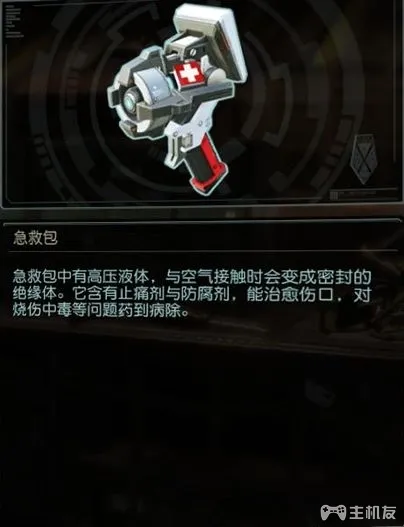 急救包
急救包中有高压液体，与空气接触时会变成密封的
绝缘体。它含有止痛剂与防腐剂，能治愈伤口，对
烧伤中毒等问题药到病除。
主机友